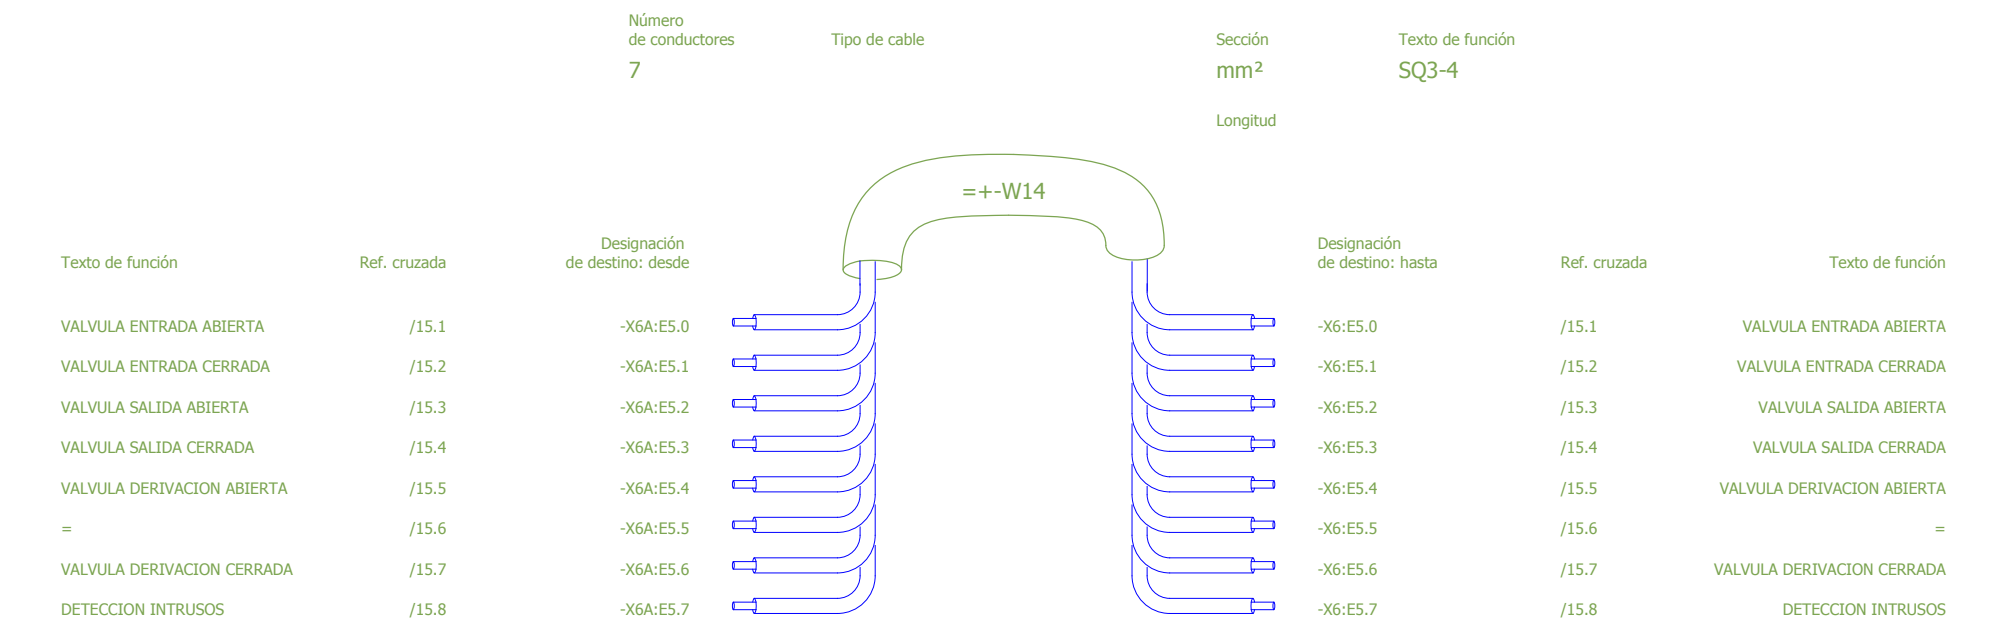 Número
de conductores Tipo de cable Sección Texto de función
7 mm² SQ3-4
Longitud
=+-W14
Designación Designación
Texto de función Ref. cruzada de destino: desde de destino: hasta Ref. cruzada Texto de función
VALVULA ENTRADA ABIERTA /15.1 -X6A:E5.0 -X6:E5.0 /15.1 VALVULA ENTRADA ABIERTA
VALVULA ENTRADA CERRADA /15.2 -X6A:E5.1 -X6:E5.1 /15.2 VALVULA ENTRADA CERRADA
VALVULA SALIDA ABIERTA /15.3 -X6A:E5.2 -X6:E5.2 /15.3 VALVULA SALIDA ABIERTA
VALVULA SALIDA CERRADA /15.4 -X6A:E5.3 -X6:E5.3 /15.4 VALVULA SALIDA CERRADA
VALVULA DERIVACION ABIERTA /15.5 -X6A:E5.4 -X6:E5.4 /15.5 VALVULA DERIVACION ABIERTA
= /15.6 -X6A:E5.5 -X6:E5.5 /15.6 =
VALVULA DERIVACION CERRADA /15.7 -X6A:E5.6 -X6:E5.6 /15.7 VALVULA DERIVACION CERRADA
DETECCION INTRUSOS /15.8 -X6A:E5.7 -X6:E5.7 /15.8 DETECCION INTRUSOS